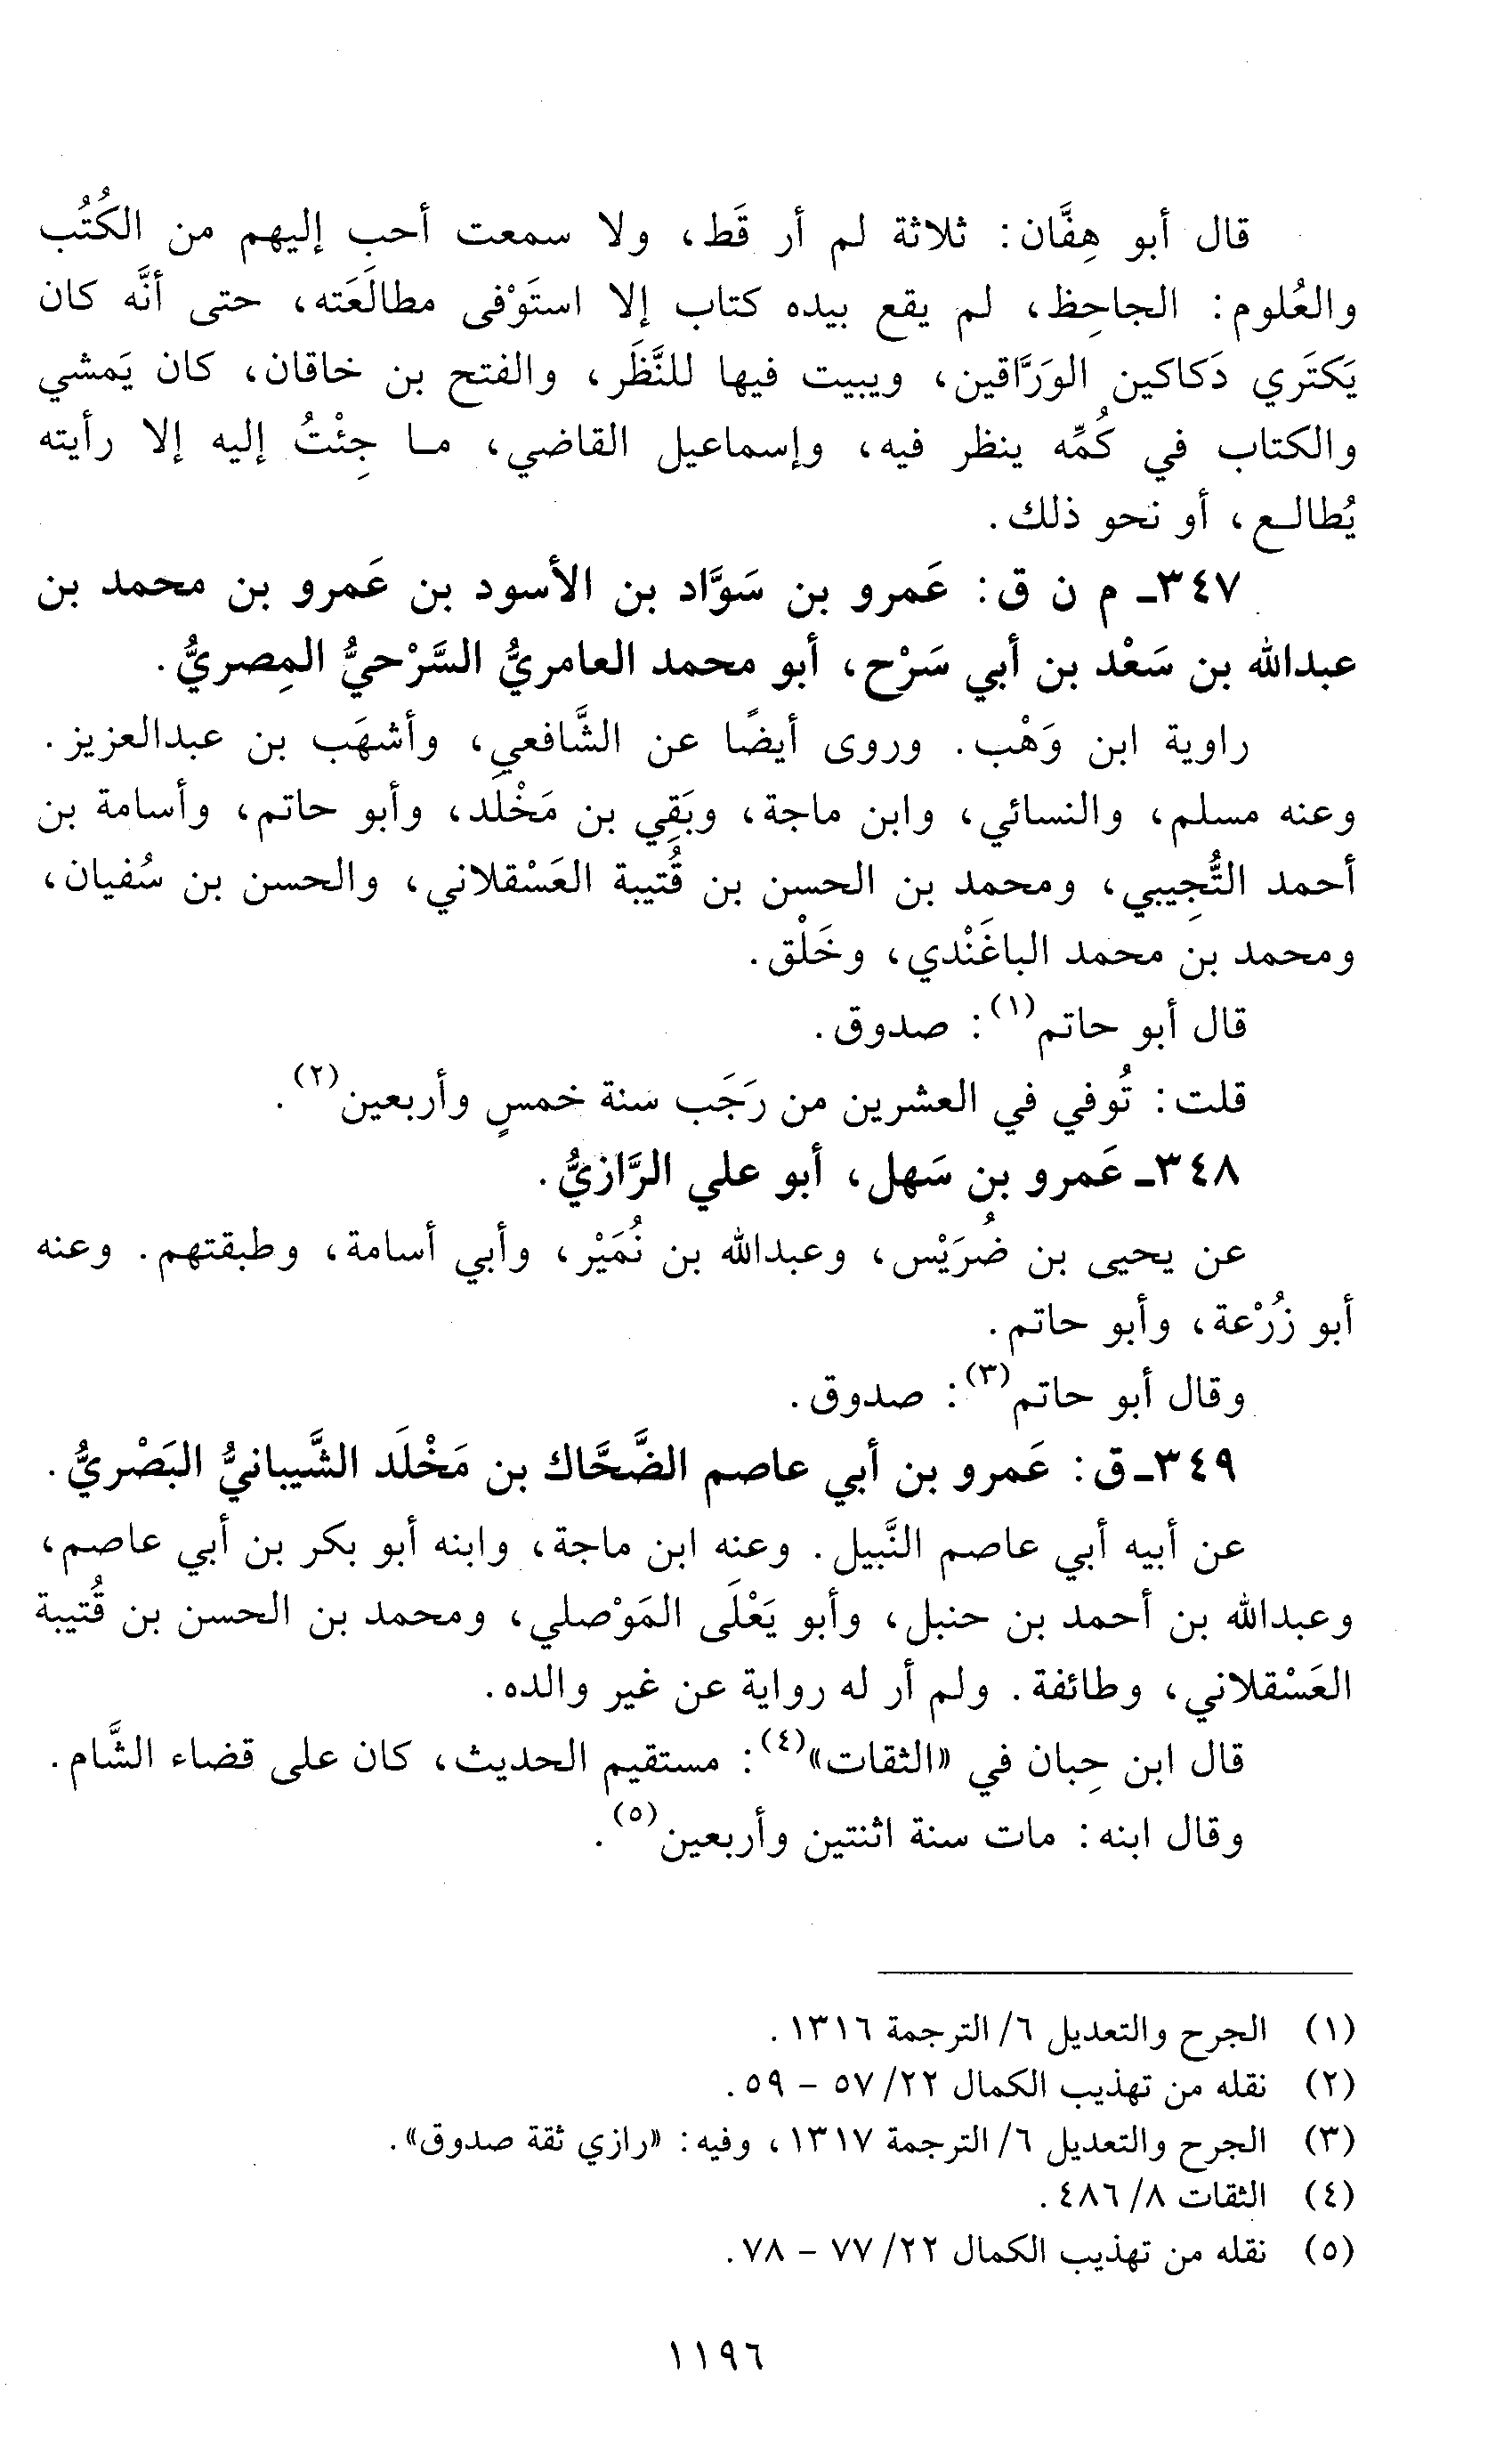 قال أبو هِفَّان: ثلاثة لم أر قَط، ولا سمعت أحب إليهم من الكُتُب
والعُلوم: الجاحِظ، لم يقع بيده كتاب إلا استَوْفى مطالَعَته، حتى أنَّه كان
يَكتَري دَكاكين الوَرَّاقين، ويبيت فيها للنَّظَر، والفتح بن خاقان، كان يَمشي
والكتاب في كُمِّه ينظر فيه، وإسماعيل القاضي، ما جِئْتُ إليه إلا رأيته
يُطالع، أو نحو ذلك.
٣٤٧ـ م ن ق: عَمرو بن سَوَّاد بن الأسود بن عَمرو بن محمد بن
عبدالله بن سَعْد بن أبي سَرْح، أبو محمد العامريُّ السَّرْحيُّ المِصريُّ.
راوية ابن وَهْب. وروى أيضًا عن الشَّافعي، وأشهَب بن عبدالعزيز.
وعنه مسلم، والنسائي، وابن ماجة، وبَقِي بن مَخْلَد، وأبو حاتم، وأسامة بن
أحمد التُّجِيبي، ومحمد بن الحسن بن قُتيبة العَسْقلاني، والحسن بن سُفيان،
ومحمد بن محمد الباغَنْدي، وخَلْق.
قال أبو حاتم(١): صدوق.
قلت: تُوفي في العشرين من رَجَب سنة خمسٍ وأربعين(٢).
٣٤٨ـ عَمرو بن سَهل، أبو علي الرَّازيُّ.
عن يحيى بن ضُرَيْس، وعبدالله بن نُمَيْر، وأبي أسامة، وطبقتهم. وعنه
أبو زُرْعة، وأبو حاتم.
وقال أبو حاتم(٣): صدوق.
٣٤٩ـ ق: عَمرو بن أبي عاصم الضَّحَّاك بن مَخْلَد الشَّيبانيُّ البَصْريُّ.
عن أبيه أبي عاصم النَّبيل. وعنه ابن ماجة، وابنه أبو بكر بن أبي عاصم،
وعبدالله بن أحمد بن حنبل، وأبو يَعْلَى المَوْصلي، ومحمد بن الحسن بن قُتيبة
العَسْقلاني، وطائفة. ولم أر له رواية عن غير والده.
قال ابن حِبان في «الثقات»(٤): مستقيم الحديث، كان على قضاء الشَّام.
وقال ابنه: مات سنة اثنتين وأربعين(٥).
(١) الجرح والتعديل ٦/ الترجمة ١٣١٦.
(٢) نقله من تهذيب الكمال ٢٢/ ٥٧ – ٥٩.
(٣) الجرح والتعديل ٦/ الترجمة ١٣١٧، وفيه: «رازي ثقة صدوق».
(٤) الثقات ٨/ ٤٨٦.
(٥) نقله من تهذيب الكمال ٢٢/ ٧٧ – ٧٨.
١١٩٦